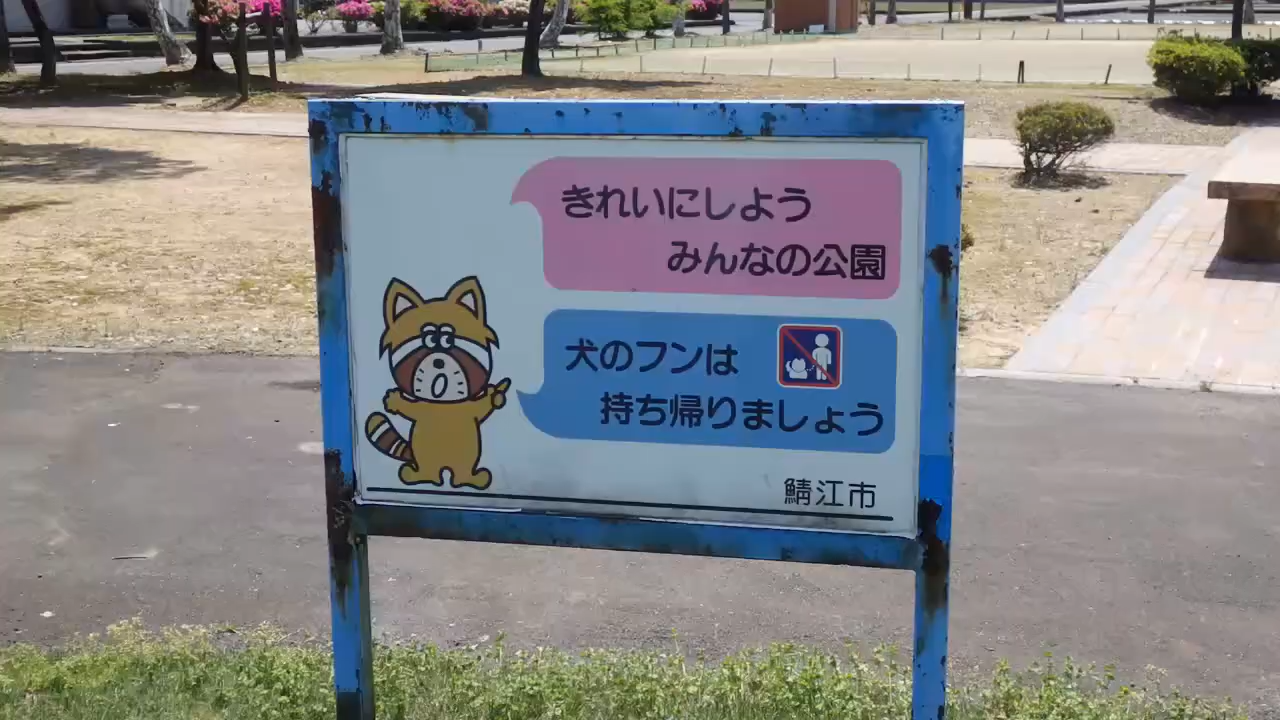 きれいにしよう
みんなの公園
犬のフンは
持ち帰りましょう
鯖江市